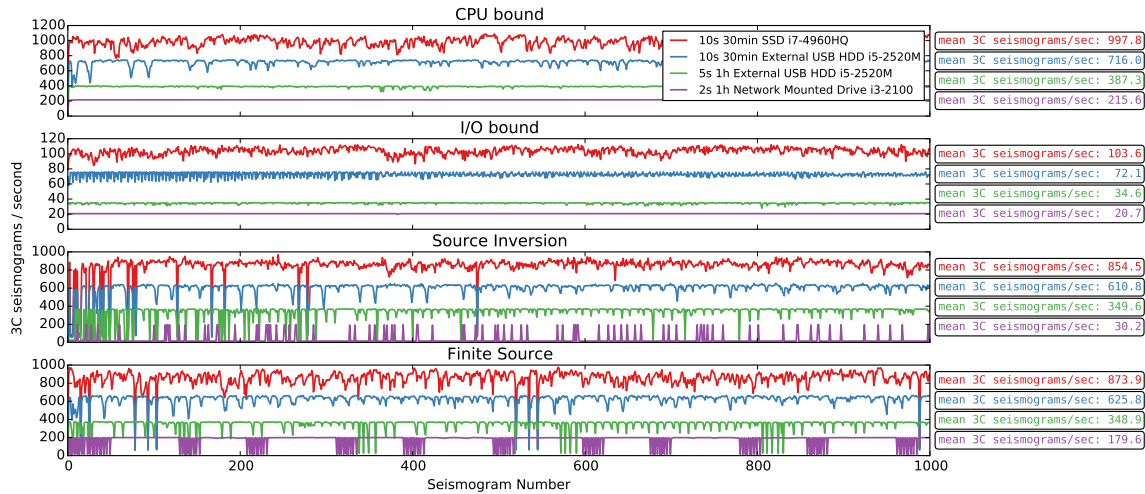 CPU bound
1200
1000
800
600
400
200
0
10s 30min SSD i7-4960HQ
10s 30min External USB HDD i5-2520M
5s 1h External USB HDD i5-2520M
2s 1h Network Mounted Drive i3-2100
mean 3C seismograms/sec: 997.8
mean 3C seismograms/sec: 716.0
mean 3C seismograms/sec: 387.3
mean 3C seismograms/sec: 215.6
I/O bound
120
100
80
60
40
20
0
mean 3C seismograms/sec: 103.6
mean 3C seismograms/sec: 72.1
mean 3C seismograms/sec: 34.6
mean 3C seismograms/sec: 20.7
3C seismograms / second
Source Inversion
1000
800
600
400
200
0
mean 3C seismograms/sec: 854.5
mean 3C seismograms/sec: 610.8
mean 3C seismograms/sec: 349.6
mean 3C seismograms/sec: 30.2
Finite Source
1000
800
600
400
200
0
mean 3C seismograms/sec: 873.9
mean 3C seismograms/sec: 625.8
mean 3C seismograms/sec: 348.9
mean 3C seismograms/sec: 179.6
0 200 400 600 800 1000
Seismogram Number